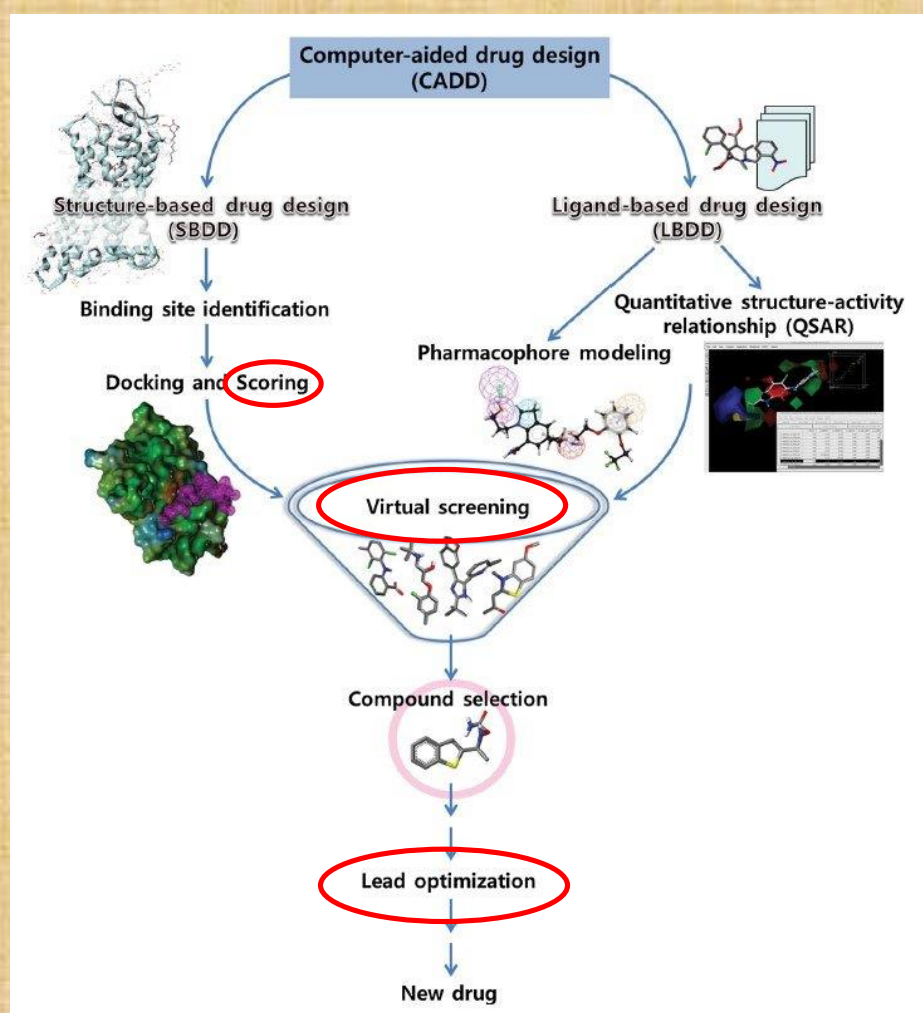 Computer-aided drug design
(CADD)
Structure-based drug design
(SBDD)
Ligand-based drug design
(LBDD)
Binding site identification
Quantitative structure-activity
relationship (QSAR)
Pharmacophore modeling
Docking and Scoring
Virtual screening
Compound selection
Lead optimization
New drug